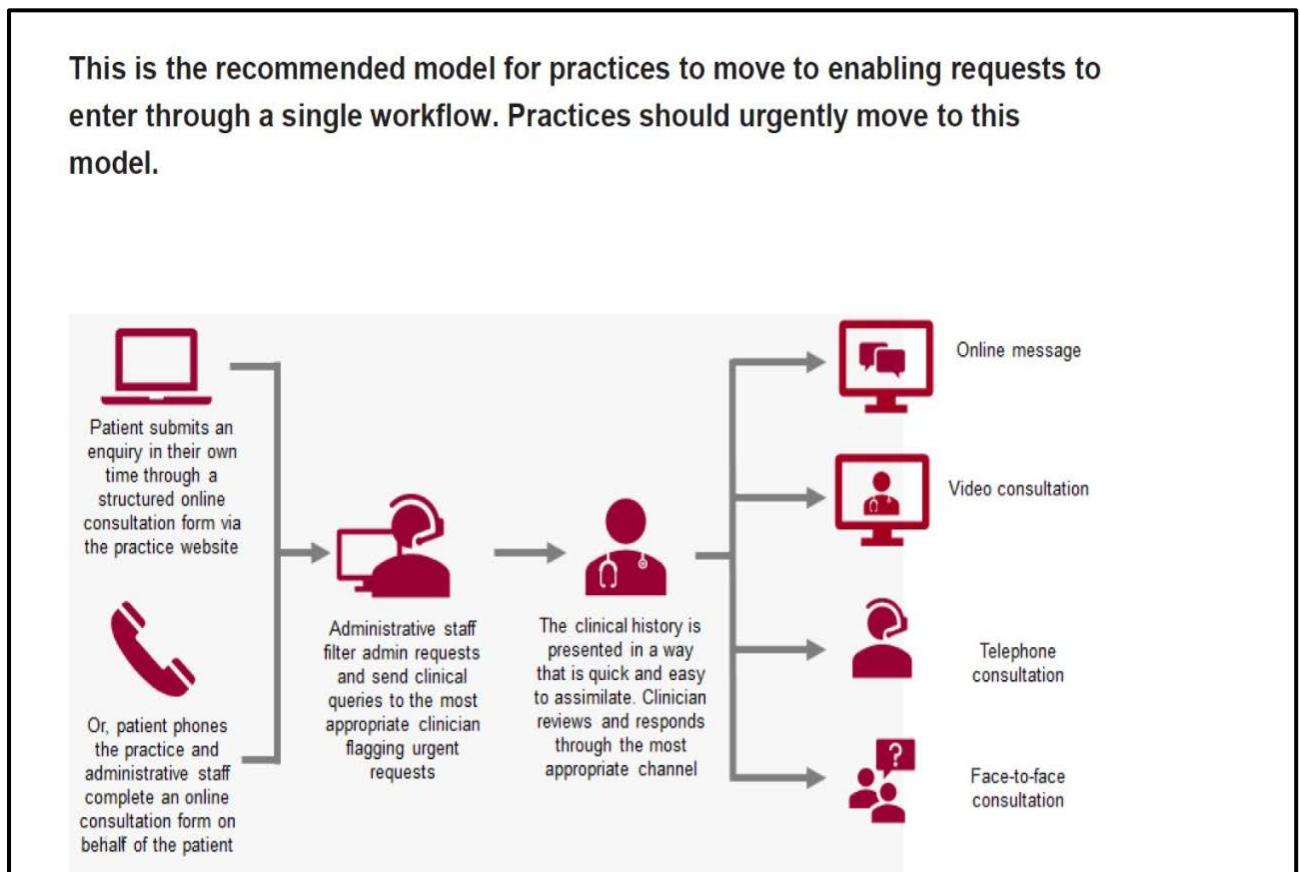 This is the recommended model for practices to move to enabling requests to
enter through a single workflow. Practices should urgently move to this
model.
Patient submits an
enquiry in their own
time through a
structured online
consultation form via
the practice website
Or, patient phones
the practice and
administrative staff
complete an online
consultation form on
behalf of the patient
Administrative staff
filter admin requests
and send clinical
queries to the most
appropriate clinician
flagging urgent
requests
The clinical history is
presented in a way
that is quick and easy
to assimilate. Clinician
reviews and responds
through the most
appropriate channel
Online message
Video consultation
Telephone
consultation
?
Face-to-face
consultation